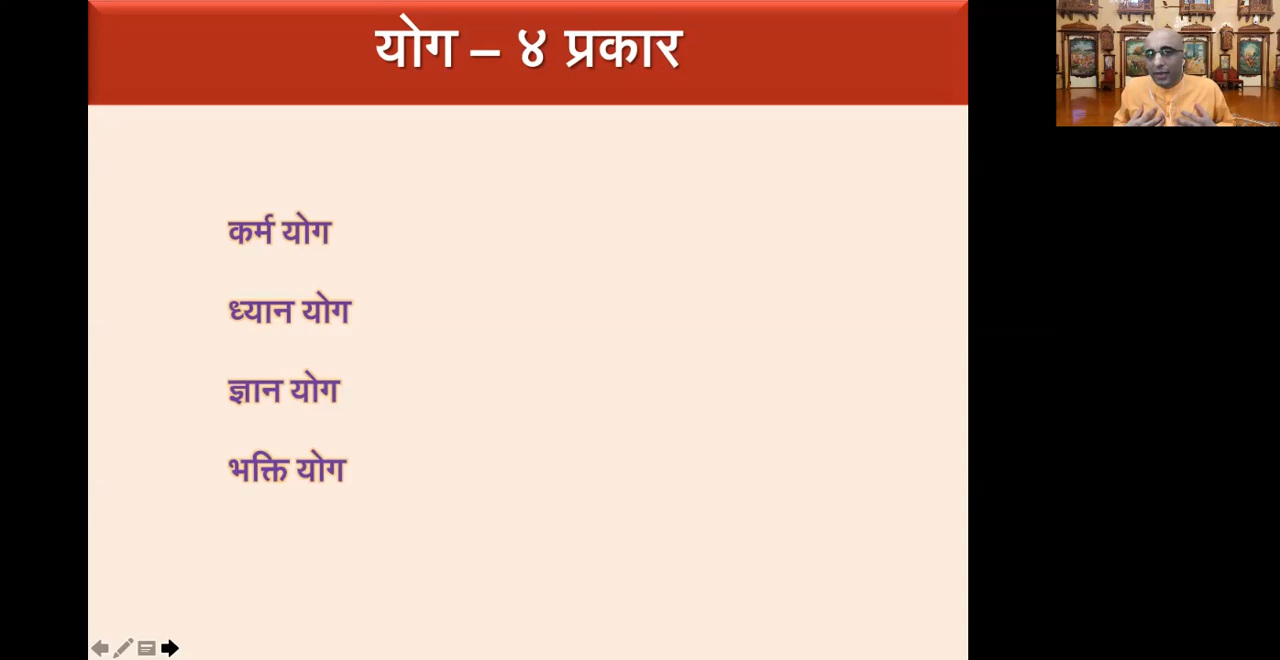 योग – ४ प्रकार
कर्म योग
ध्यान योग
ज्ञान योग
भक्ति योग